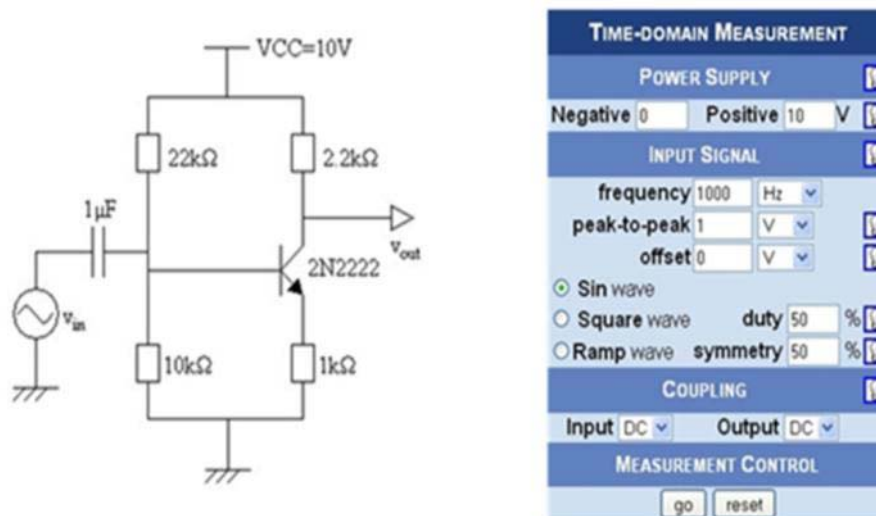 VCC=10V
22kΩ
2.2kΩ
1μF
v_out
2N2222
v_in
10kΩ
1kΩ
TIME-DOMAIN MEASUREMENT
POWER SUPPLY
Negative 0 Positive 10 V
INPUT SIGNAL
frequency 1000 Hz
peak-to-peak 1 V
offset 0 V
Sin wave
Square wave duty 50 %
Ramp wave symmetry 50 %
COUPLING
Input DC Output DC
MEASUREMENT CONTROL
go reset